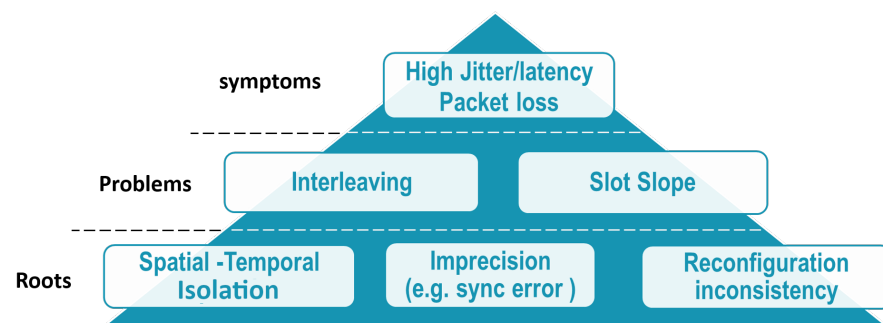 symptoms
High Jitter/latency
Packet loss
Problems
Interleaving
Slot Slope
Roots
Spatial -Temporal
Isolation
Imprecision
(e.g. sync error )
Reconfiguration
inconsistency